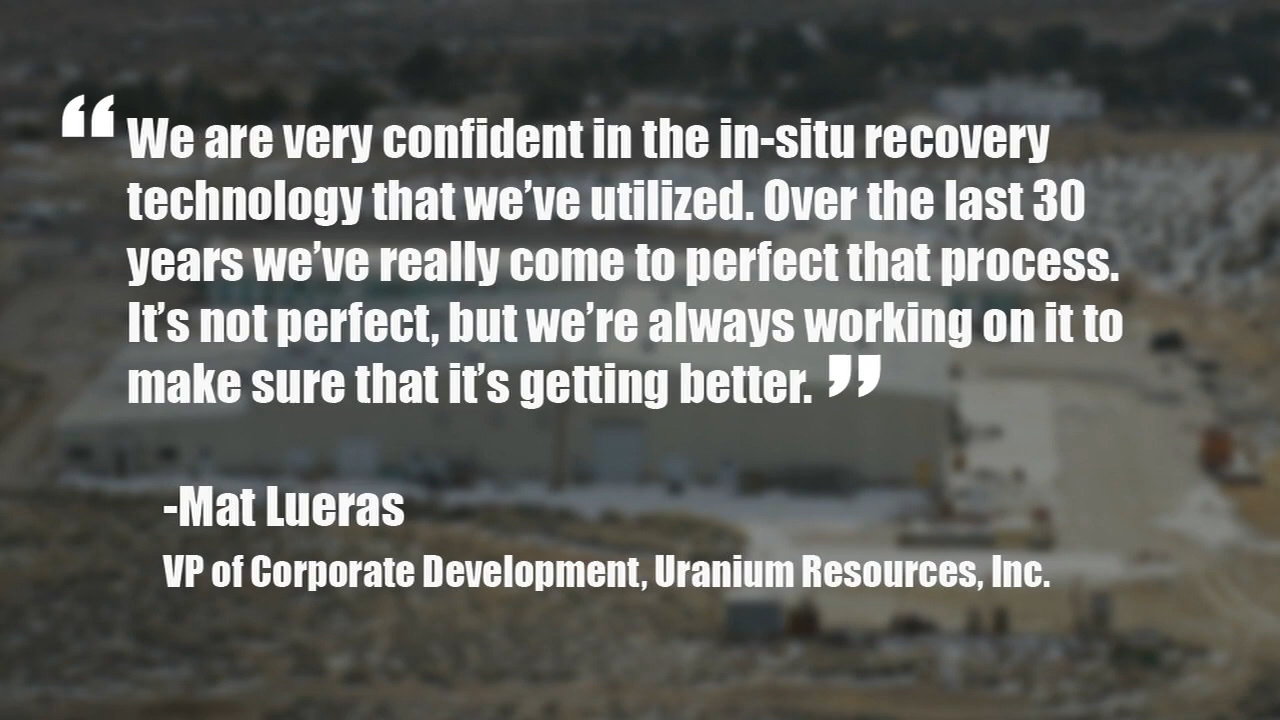 “We are very confident in the in-situ recovery
technology that we’ve utilized. Over the last 30
years we’ve really come to perfect that process.
It’s not perfect, but we’re always working on it to
make sure that it’s getting better.”
-Mat Lueras
VP of Corporate Development, Uranium Resources, Inc.